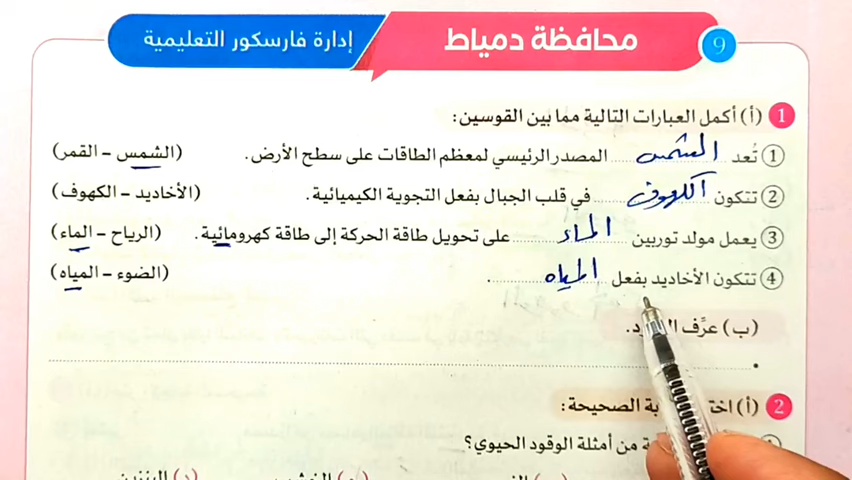 9 محافظة دمياط إدارة فارسكور التعليمية
1 (أ) أكمل العبارات التالية مما بين القوسين:
1 تُعد الشمس المصدر الرئيسي لمعظم الطاقات على سطح الأرض. (الشمس – القمر)
2 تتكون الكهوف في قلب الجبال بفعل التجوية الكيميائية. (الأخاديد – الكهوف)
3 يعمل مولد توربين الماء على تحويل طاقة الحركة إلى طاقة كهرومائية. (الرياح – الماء)
4 تتكون الأخاديد بفعل المياه. (الضوء – المياه)
(ب) عرِّف
2 (أ) الصحيحة:
من أمثلة الوقود الحيوي؟
(د) البنزين